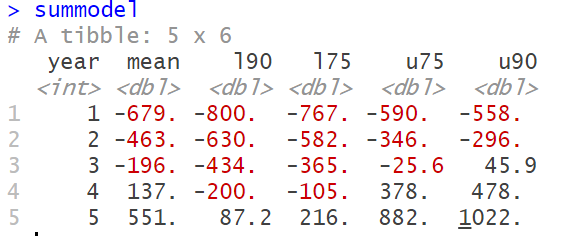 > summodel
# A tibble: 5 x 6
year mean l90 l75 u75 u90
<int> <dbl> <dbl> <dbl> <dbl> <dbl>
1 1 -679. -800. -767. -590. -558.
2 2 -463. -630. -582. -346. -296.
3 3 -196. -434. -365. -25.6 45.9
4 4 137. -200. -105. 378. 478.
5 5 551. 87.2 216. 882. 1022.